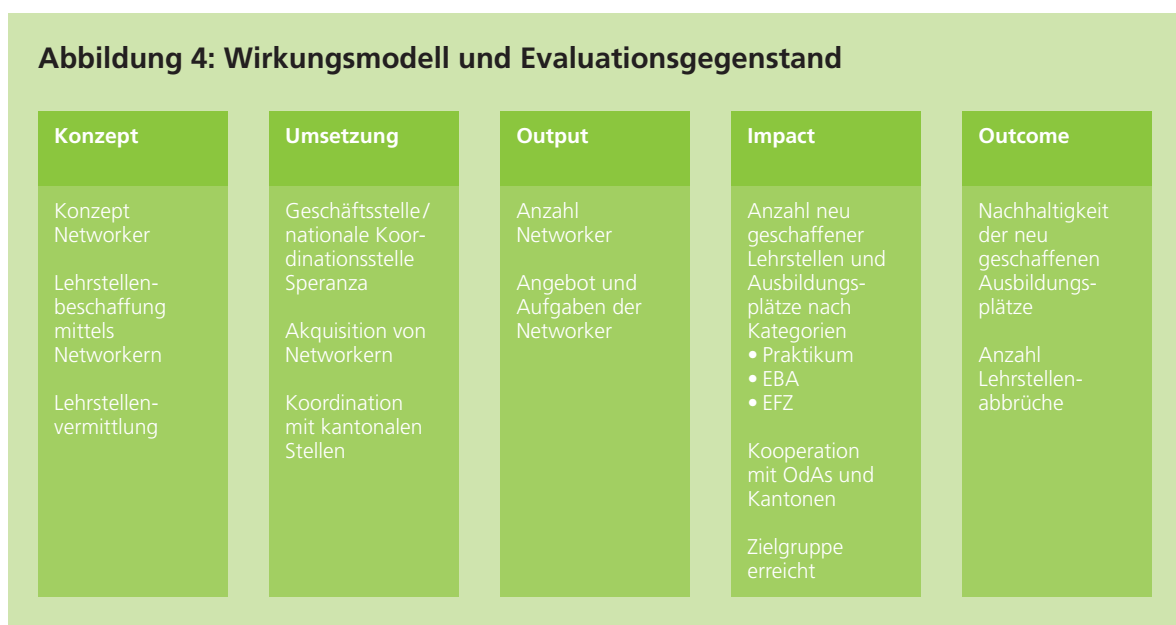 Abbildung 4: Wirkungsmodell und Evaluationsgegenstand
Konzept
Konzept
Networker
Lehrstellen-
beschaffung
mittels
Networkern
Lehrstellen-
vermittlung
Umsetzung
Geschäftsstelle/
nationale Koor-
dinationsstelle
Speranza
Akquisition von
Networkern
Koordination
mit kantonalen
Stellen
Output
Anzahl
Networker
Angebot und
Aufgaben der
Networker
Impact
Anzahl neu
geschaffener
Lehrstellen und
Ausbildungs-
plätze nach
Kategorien
• Praktikum
• EBA
• EFZ
Kooperation
mit OdAs und
Kantonen
Zielgruppe
erreicht
Outcome
Nachhaltigkeit
der neu
geschaffenen
Ausbildungs-
plätze
Anzahl
Lehrstellen-
abbrüche